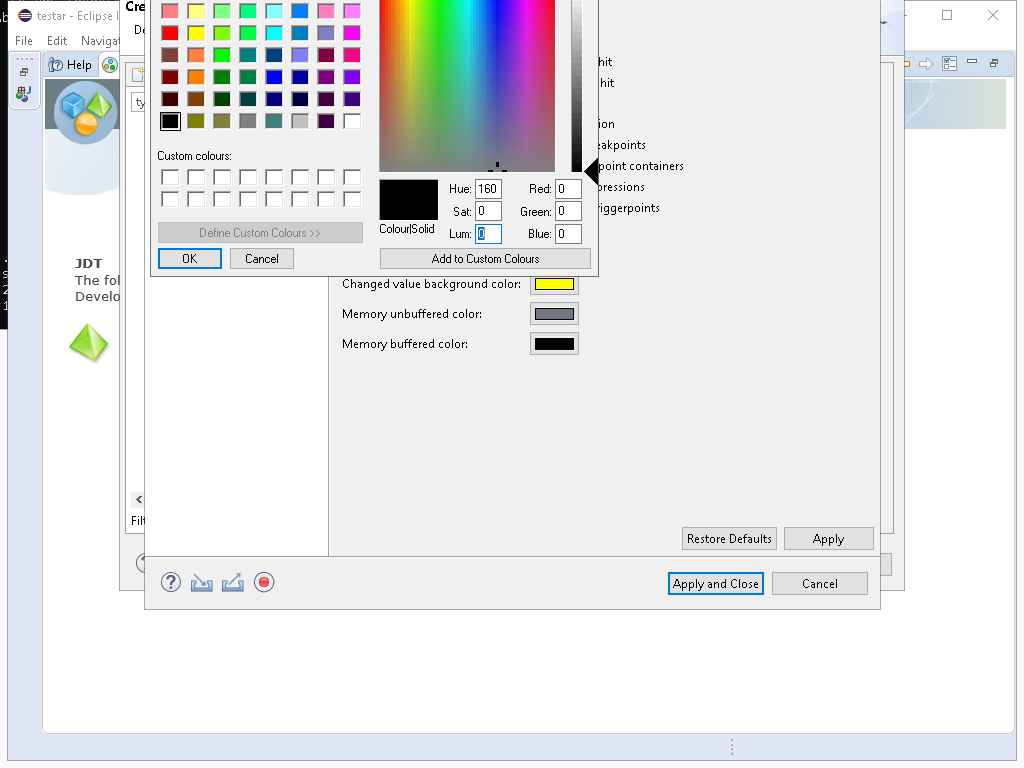 testar - Eclipse I
Cre
File Edit Naviga
De
Help
ty
hit
hit
ion
eakpoints
point containers
pressions
riggerpoints
Custom colours:
Hue: 160
Red: 0
Sat: 0
Green: 0
Colour|Solid
Lum: 0
Blue: 0
Define Custom Colours >>
OK
Cancel
Add to Custom Colours
JDT
The fol
Develo
Changed value background color:
Memory unbuffered color:
Memory buffered color:
Filt
Restore Defaults
Apply
Apply and Close
Cancel